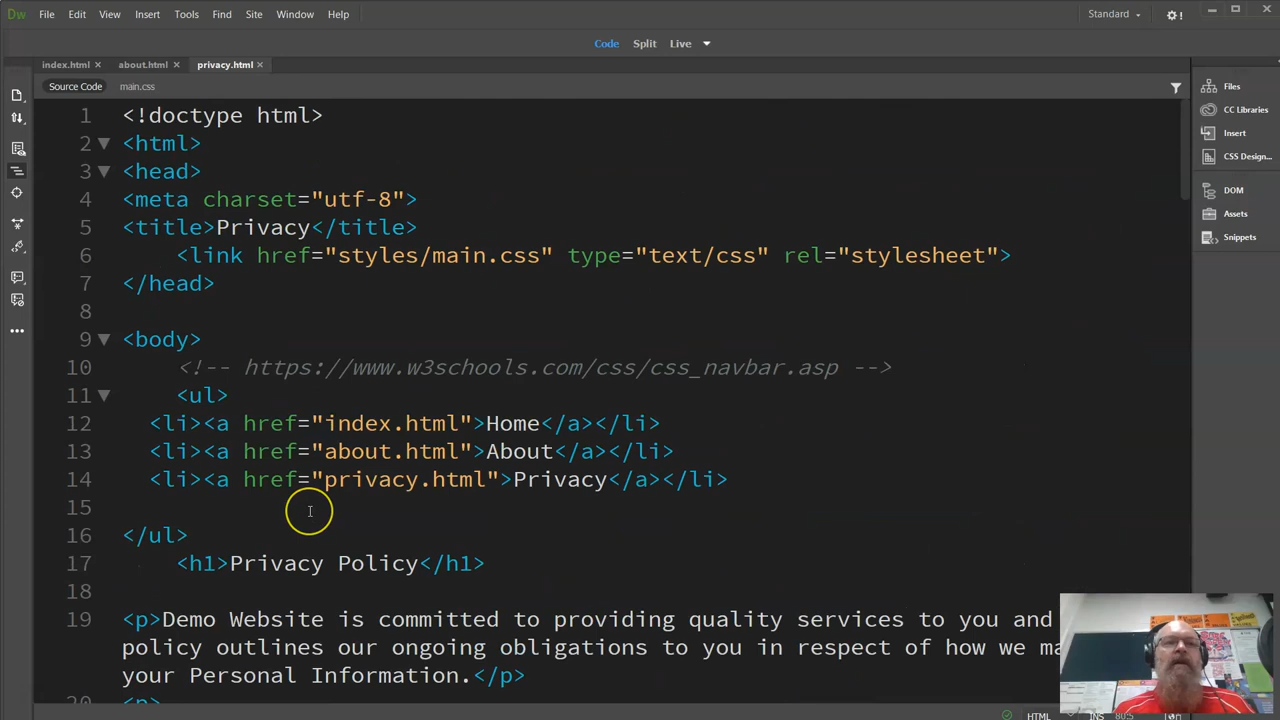 Dw File Edit View Insert Tools Find Site Window Help Standard
Code Split Live
index.html × about.html × privacy.html ×
Source Code main.css
1 <!doctype html>
2 <html>
3 <head>
4 <meta charset="utf-8">
5 <title>Privacy</title>
6 <link href="styles/main.css" type="text/css" rel="stylesheet">
7 </head>
8
9 <body>
10 <!-- https://www.w3schools.com/css/css_navbar.asp -->
11 <ul>
12 <li><a href="index.html">Home</a></li>
13 <li><a href="about.html">About</a></li>
14 <li><a href="privacy.html">Privacy</a></li>
15
16 </ul>
17 <h1>Privacy Policy</h1>
18
19 <p>Demo Website is committed to providing quality services to you and
policy outlines our ongoing obligations to you in respect of how we ma
your Personal Information.</p>
20 <p>
Files
CC Libraries
Insert
CSS Design...
DOM
Assets
Snippets
HTML INS 80:5